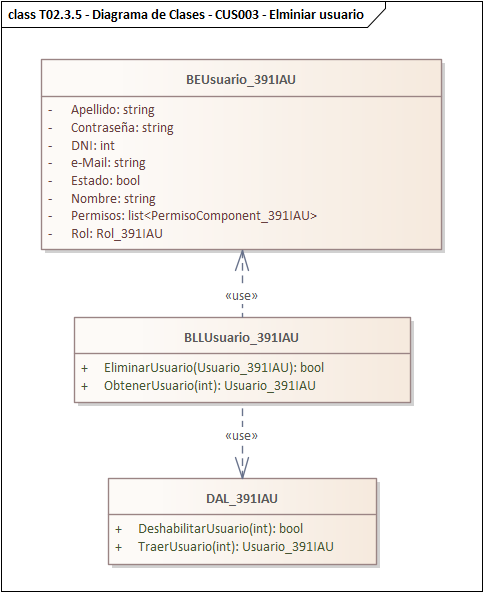 class T02.3.5 - Diagrama de Clases - CUS003 - Elminiar usuario
BEUsuario_391IAU
- Apellido: string
- Contraseña: string
- DNI: int
- e-Mail: string
- Estado: bool
- Nombre: string
- Permisos: list<PermisoComponent_391IAU>
- Rol: Rol_391IAU
«use»
BLLUsuario_391IAU
+ EliminarUsuario(Usuario_391IAU): bool
+ ObtenerUsuario(int): Usuario_391IAU
«use»
DAL_391IAU
+ DeshabilitarUsuario(int): bool
+ TraerUsuario(int): Usuario_391IAU